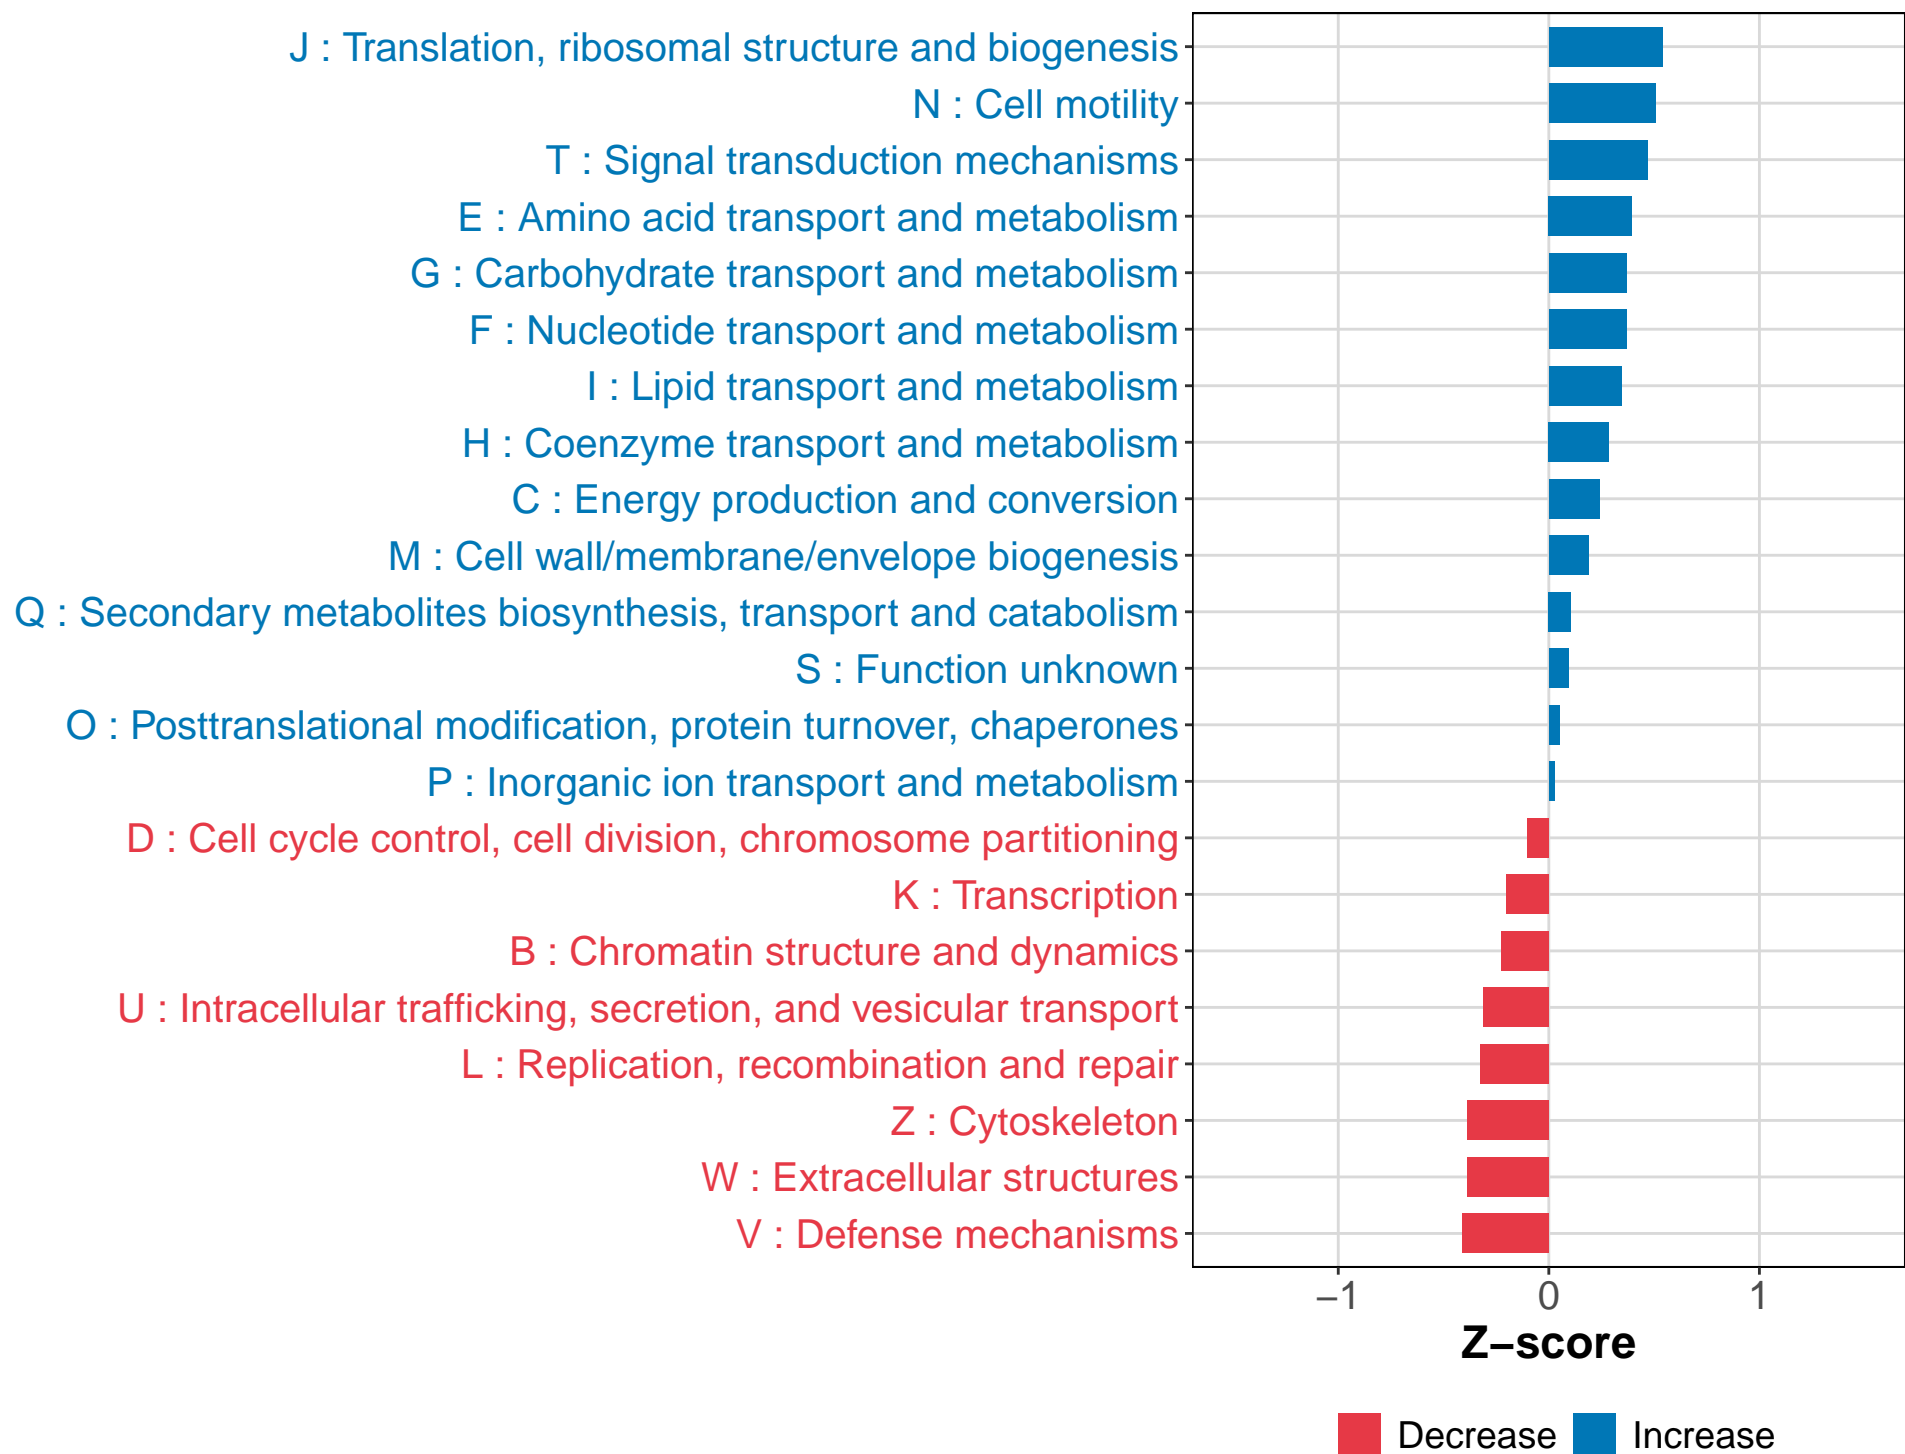 J : Translation, ribosomal structure and biogenesis
N : Cell motility
T : Signal transduction mechanisms
E : Amino acid transport and metabolism
G : Carbohydrate transport and metabolism
F : Nucleotide transport and metabolism
I : Lipid transport and metabolism
H : Coenzyme transport and metabolism
C : Energy production and conversion
M : Cell wall/membrane/envelope biogenesis
Q : Secondary metabolites biosynthesis, transport and catabolism
S : Function unknown
O : Posttranslational modification, protein turnover, chaperones
P : Inorganic ion transport and metabolism
D : Cell cycle control, cell division, chromosome partitioning
K : Transcription
B : Chromatin structure and dynamics
U : Intracellular trafficking, secretion, and vesicular transport
L : Replication, recombination and repair
Z : Cytoskeleton
W : Extracellular structures
V : Defense mechanisms
−1 0 1
Z−score
Decrease Increase